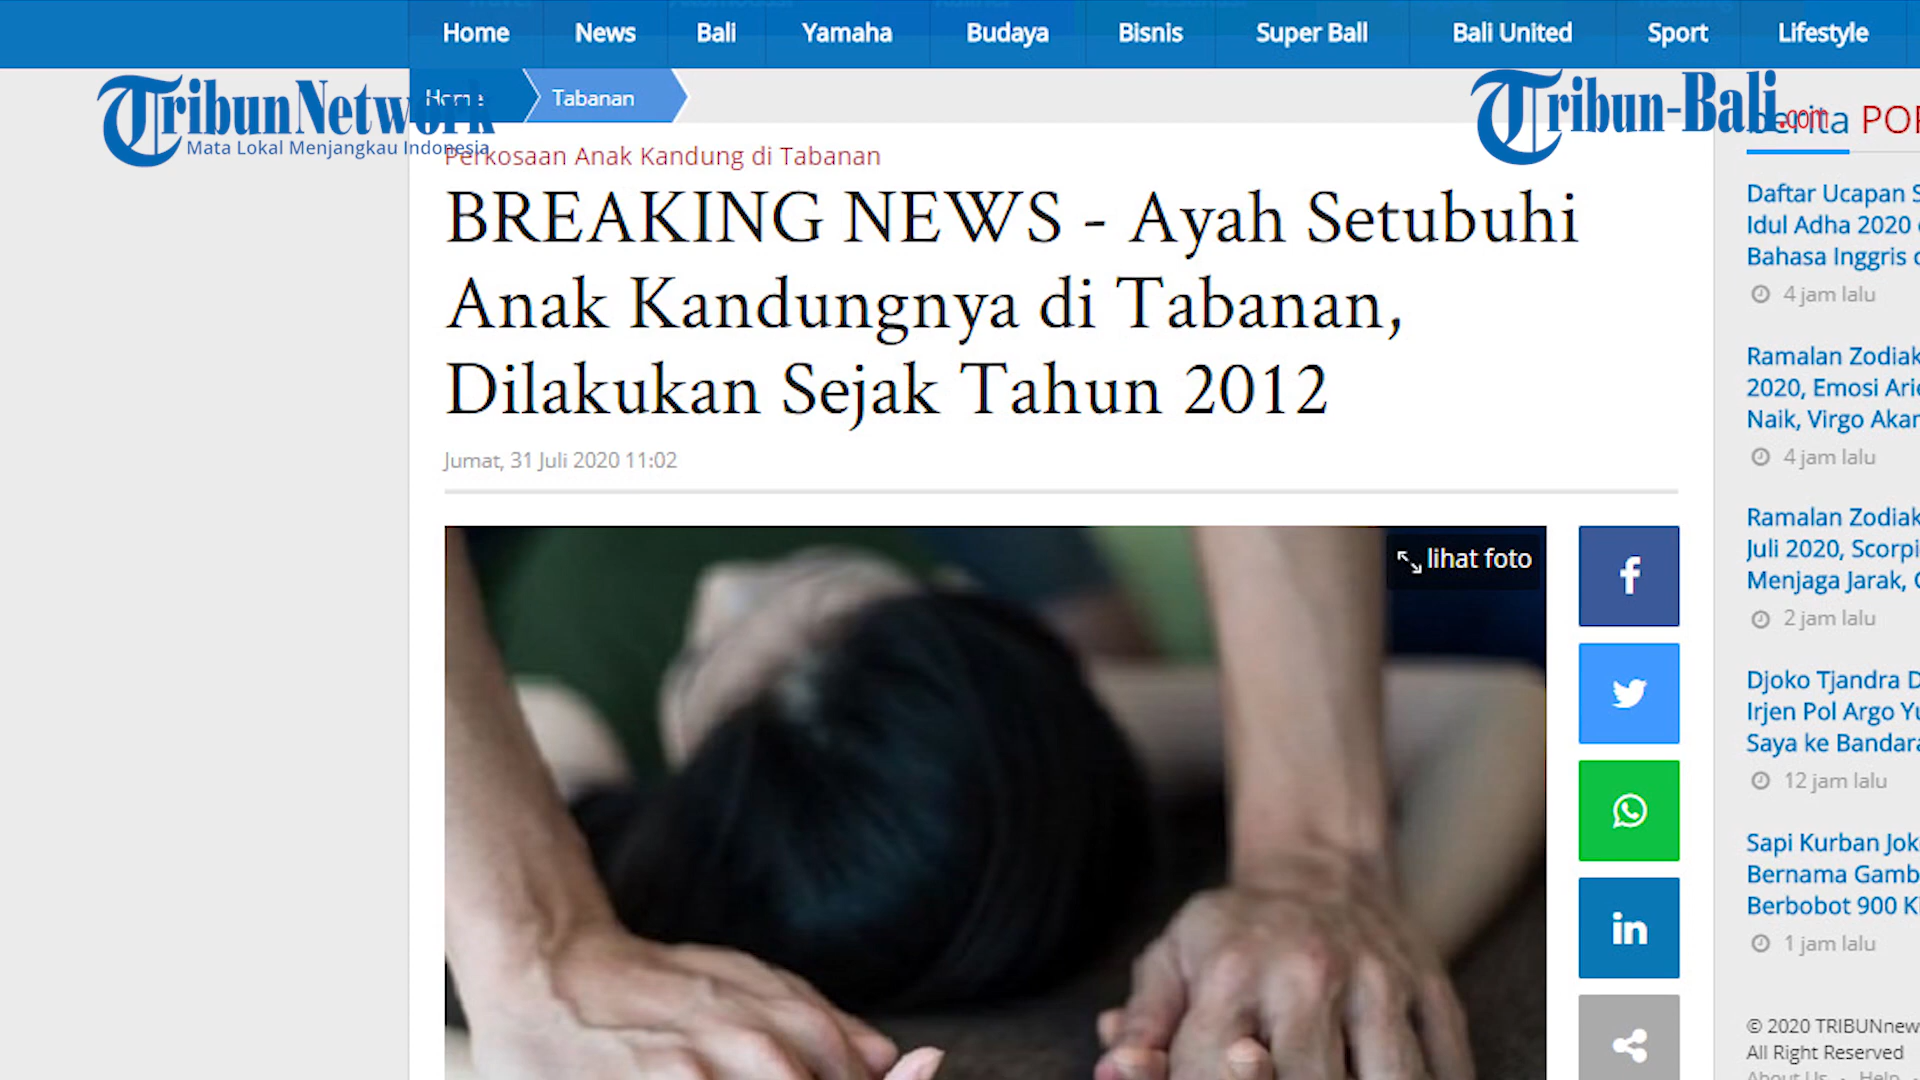 Home News Bali Yamaha Budaya Bisnis Super Ball Bali United Sport Lifestyle
TribunNetwork
Mata Lokal Menjangkau Indonesia
Home Tabanan
Tribun-Bali.com
berita
Perkosaan Anak Kandung di Tabanan
BREAKING NEWS - Ayah Setubuhi
Anak Kandungnya di Tabanan,
Dilakukan Sejak Tahun 2012
Jumat, 31 Juli 2020 11:02
lihat foto
f
in
Daftar Ucapan
Idul Adha 2020
Bahasa Inggris
4 jam lalu
Ramalan Zodiak
2020, Emosi
Naik, Virgo
4 jam lalu
Ramalan Zodiak
Juli 2020,
Menjaga Jarak,
2 jam lalu
Djoko Tjandra
Irjen Pol Argo
Saya ke
12 jam lalu
Sapi Kurban
Bernama
Berbobot 900
1 jam lalu
© 2020
All Right Reserved